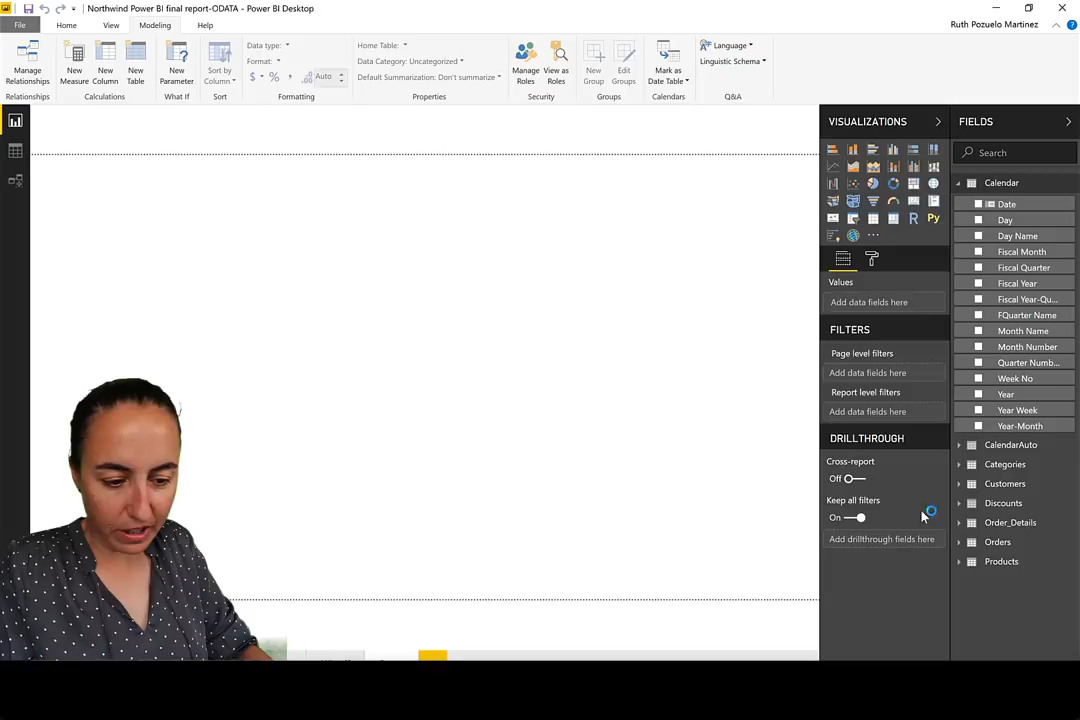 Northwind Power BI final report-ODATA - Power BI Desktop
Ruth Pozuelo Martinez
File
Home
View
Modeling
Help
Manage Relationships
Relationships
New Measure
New Column
New Table
Calculations
New Parameter
What If
Sort by Column
Sort
Data type:
Format:
$ % , .00 Auto
Formatting
Home Table:
Data Category: Uncategorized
Default Summarization: Don't summarize
Properties
Manage Roles
View as Roles
Security
New Group
Edit Groups
Groups
Mark as Date Table
Calendars
Language
Linguistic Schema
Q&A
VISUALIZATIONS
R
Py
Values
Add data fields here
FILTERS
Page level filters
Add data fields here
Report level filters
Add data fields here
DRILLTHROUGH
Cross-report
Off
Keep all filters
On
Add drillthrough fields here
FIELDS
Search
Calendar
Date
Day
Day Name
Fiscal Month
Fiscal Quarter
Fiscal Year
Fiscal Year-Qu...
FQuarter Name
Month Name
Month Number
Quarter Numb...
Week No
Year
Year Week
Year-Month
CalendarAuto
Categories
Customers
Discounts
Order_Details
Orders
Products